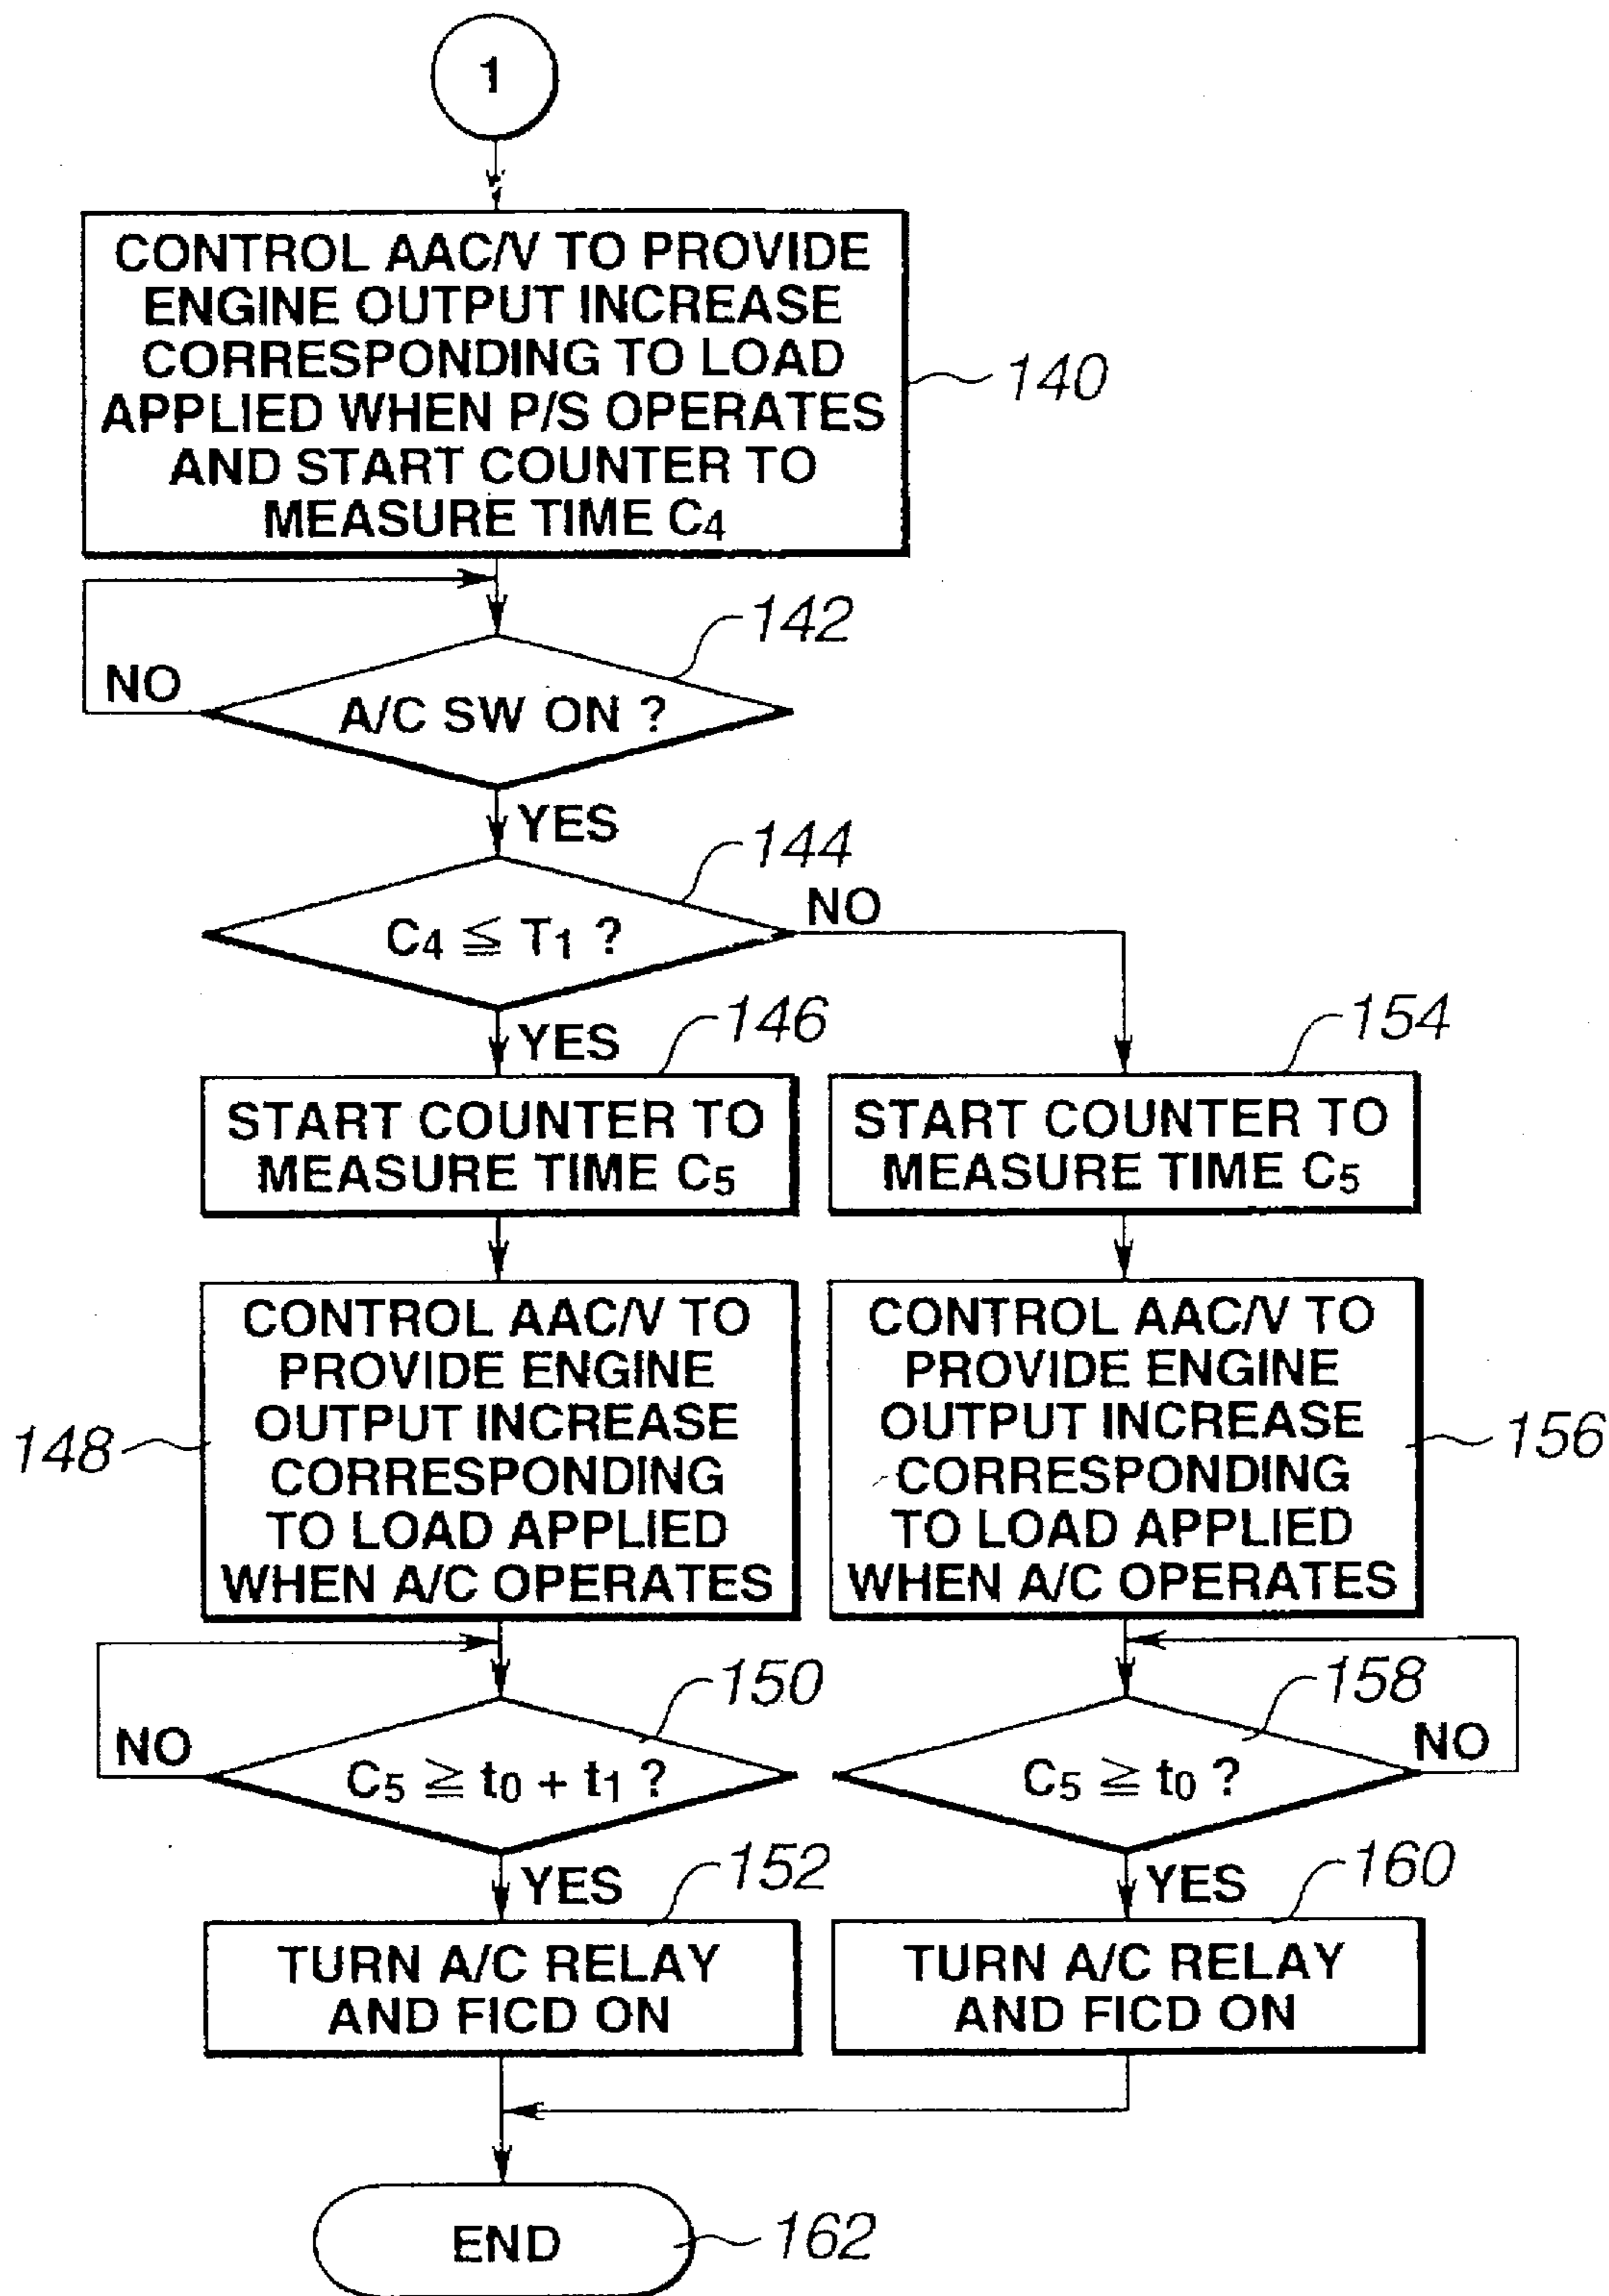 1
CONTROL AAC/V TO PROVIDE
ENGINE OUTPUT INCREASE
CORRESPONDING TO LOAD
APPLIED WHEN P/S OPERATES
AND START COUNTER TO
MEASURE TIME C4
140
142
NO
A/C SW ON ?
YES
144
NO
C4 ≦ T1 ?
YES
146
START COUNTER TO
MEASURE TIME C5
154
START COUNTER TO
MEASURE TIME C5
148
CONTROL AAC/V TO
PROVIDE ENGINE
OUTPUT INCREASE
CORRESPONDING
TO LOAD APPLIED
WHEN A/C OPERATES
CONTROL AAC/V TO
PROVIDE ENGINE
OUTPUT INCREASE
CORRESPONDING
TO LOAD APPLIED
WHEN A/C OPERATES
156
150
NO
C5 ≧ t0 + t1 ?
158
NO
C5 ≧ t0 ?
YES
152
TURN A/C RELAY
AND FICD ON
YES
160
TURN A/C RELAY
AND FICD ON
END
162